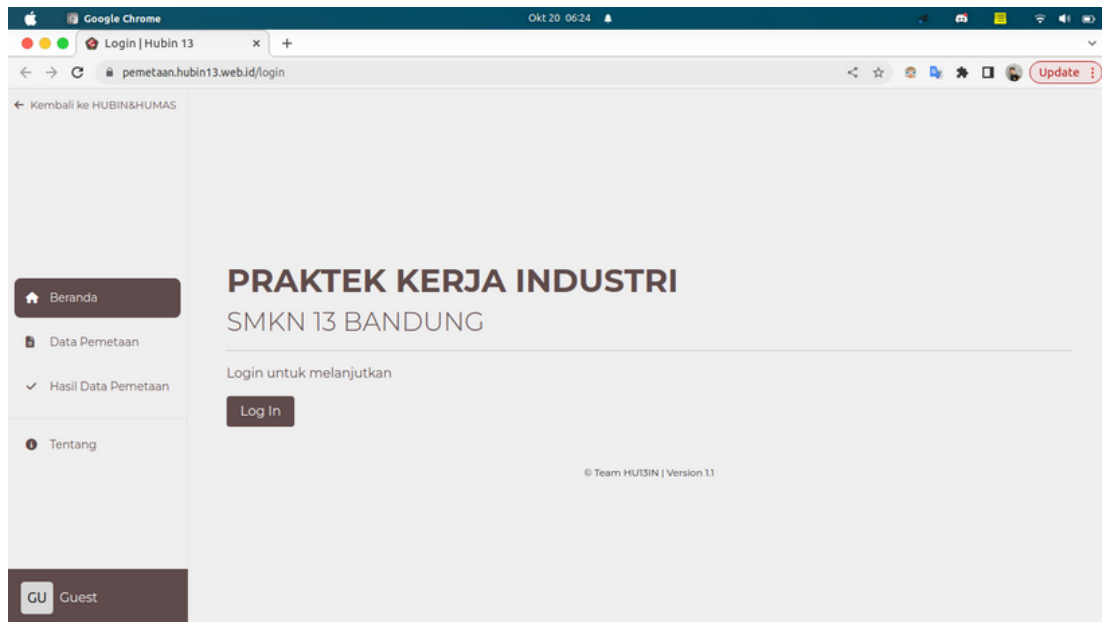 Google Chrome
Okt 20 06:24
Login | Hubin 13
pemetaan.hubin13.web.id/login
Update
Kembali ke HUBIN&HUMAS
PRAKTEK KERJA INDUSTRI
SMKN 13 BANDUNG
Beranda
Data Pemetaan
Hasil Data Pemetaan
Tentang
Login untuk melanjutkan
Log In
© Team HU13IN | Version 1.1
GU Guest